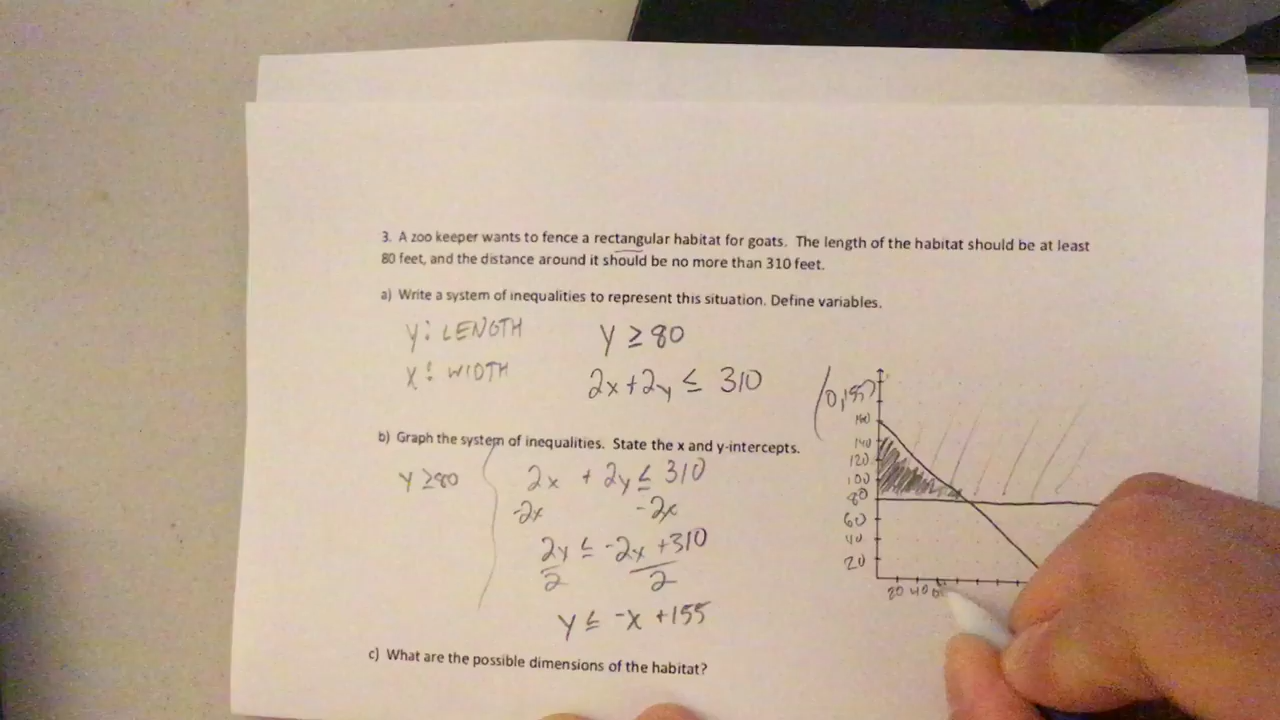 3. A zoo keeper wants to fence a rectangular habitat for goats. The length of the habitat should be at least
80 feet, and the distance around it should be no more than 310 feet.
a) Write a system of inequalities to represent this situation. Define variables.
y: LENGTH
y ≥ 80
x: WIDTH
2x+2y ≤ 310
b) Graph the system of inequalities. State the x and y-intercepts.
y ≥80
2x + 2y ≤ 310
-2x -2x
2y ≤ -2x +310
2 2
y ≤ -x +155
140
120
100
80
60
40
20
20 40
c) What are the possible dimensions of the habitat?